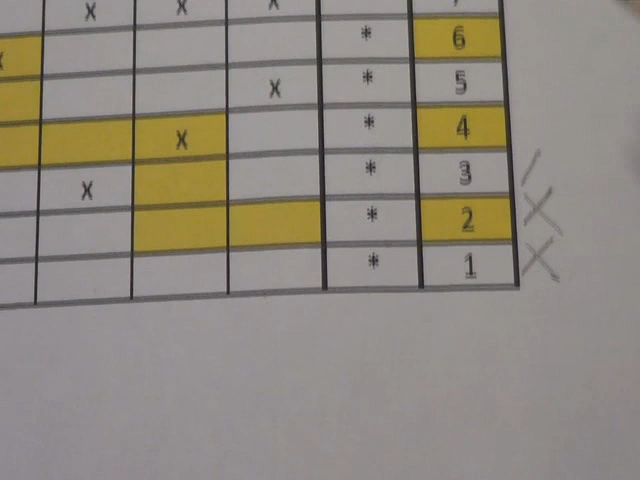 X X X
* 6
X * 5
X * 4
X * 3 /
* 2 X
* 1 X